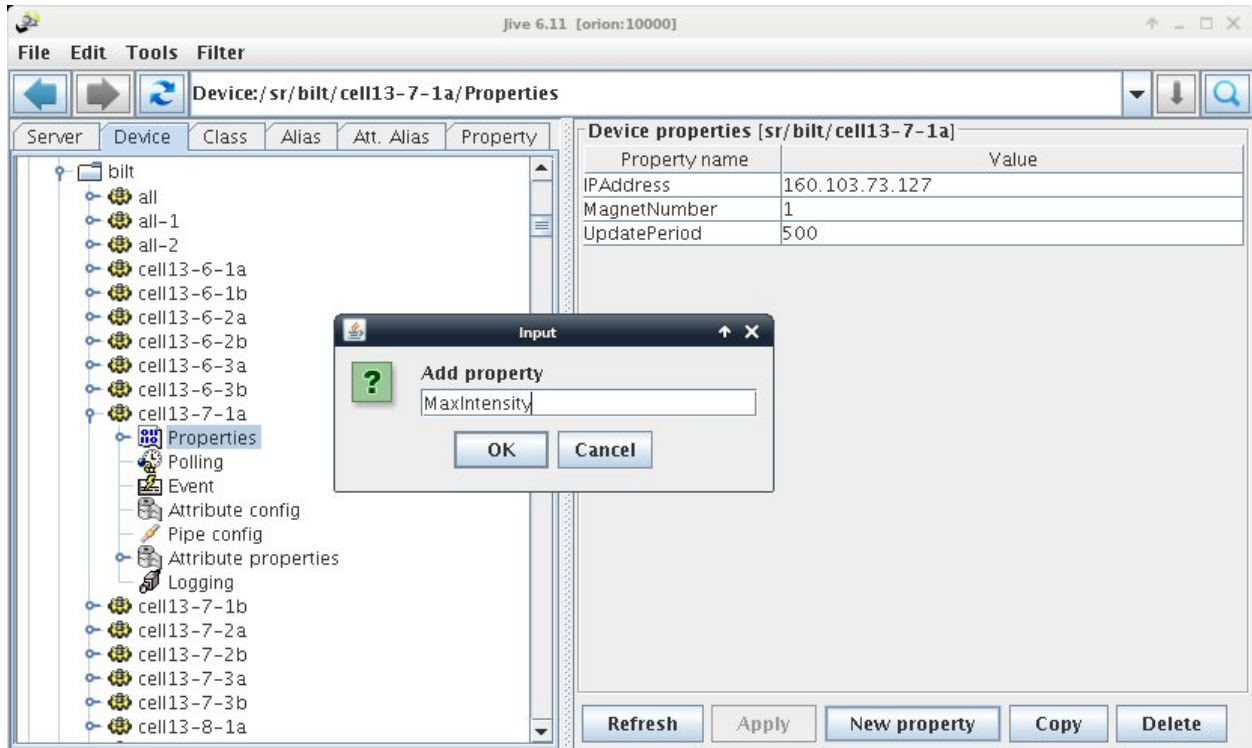 Jive 6.11 [orion:10000]
File Edit Tools Filter
Device:/sr/bilt/cell13-7-1a/Properties
Server Device Class Alias Att. Alias Property
bilt
all
all-1
all-2
cell13-6-1a
cell13-6-1b
cell13-6-2a
cell13-6-2b
cell13-6-3a
cell13-6-3b
cell13-7-1a
Properties
Polling
Event
Attribute config
Pipe config
Attribute properties
Logging
cell13-7-1b
cell13-7-2a
cell13-7-2b
cell13-7-3a
cell13-7-3b
cell13-8-1a
Device properties [sr/bilt/cell13-7-1a]
Property name Value
IPAddress 160.103.73.127
MagnetNumber 1
UpdatePeriod 500
Input
?
Add property
MaxIntensity
OK Cancel
Refresh Apply New property Copy Delete